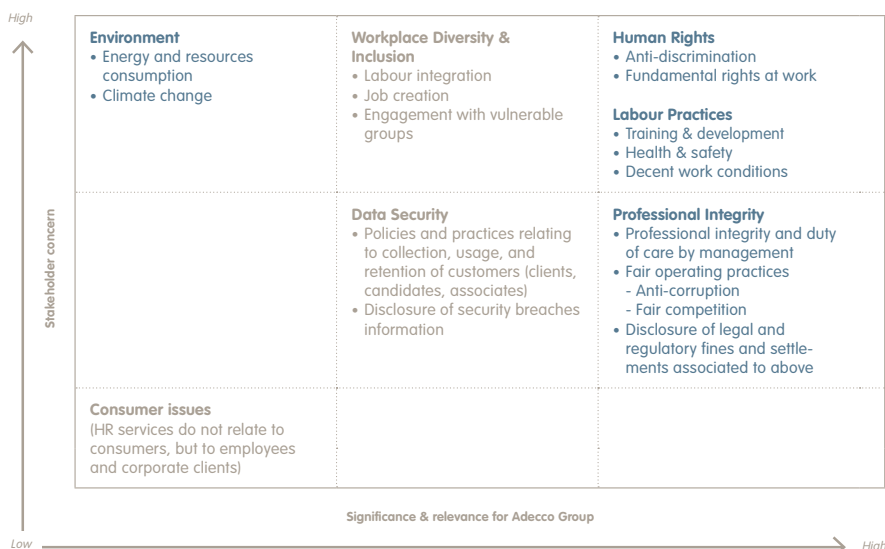 High
Environment
• Energy and resources
consumption
• Climate change
Workplace Diversity &
Inclusion
• Labour integration
• Job creation
• Engagement with vulnerable
groups
Human Rights
• Anti-discrimination
• Fundamental rights at work
Labour Practices
• Training & development
• Health & safety
• Decent work conditions
Stakeholder concern
Data Security
• Policies and practices relating
to collection, usage, and
retention of customers (clients,
candidates, associates)
• Disclosure of security breaches
information
Professional Integrity
• Professional integrity and duty
of care by management
• Fair operating practices
- Anti-corruption
- Fair competition
• Disclosure of legal and
regulatory fines and settle-
ments associated to above
Consumer issues
(HR services do not relate to
consumers, but to employees
and corporate clients)
Significance & relevance for Adecco Group
Low
High